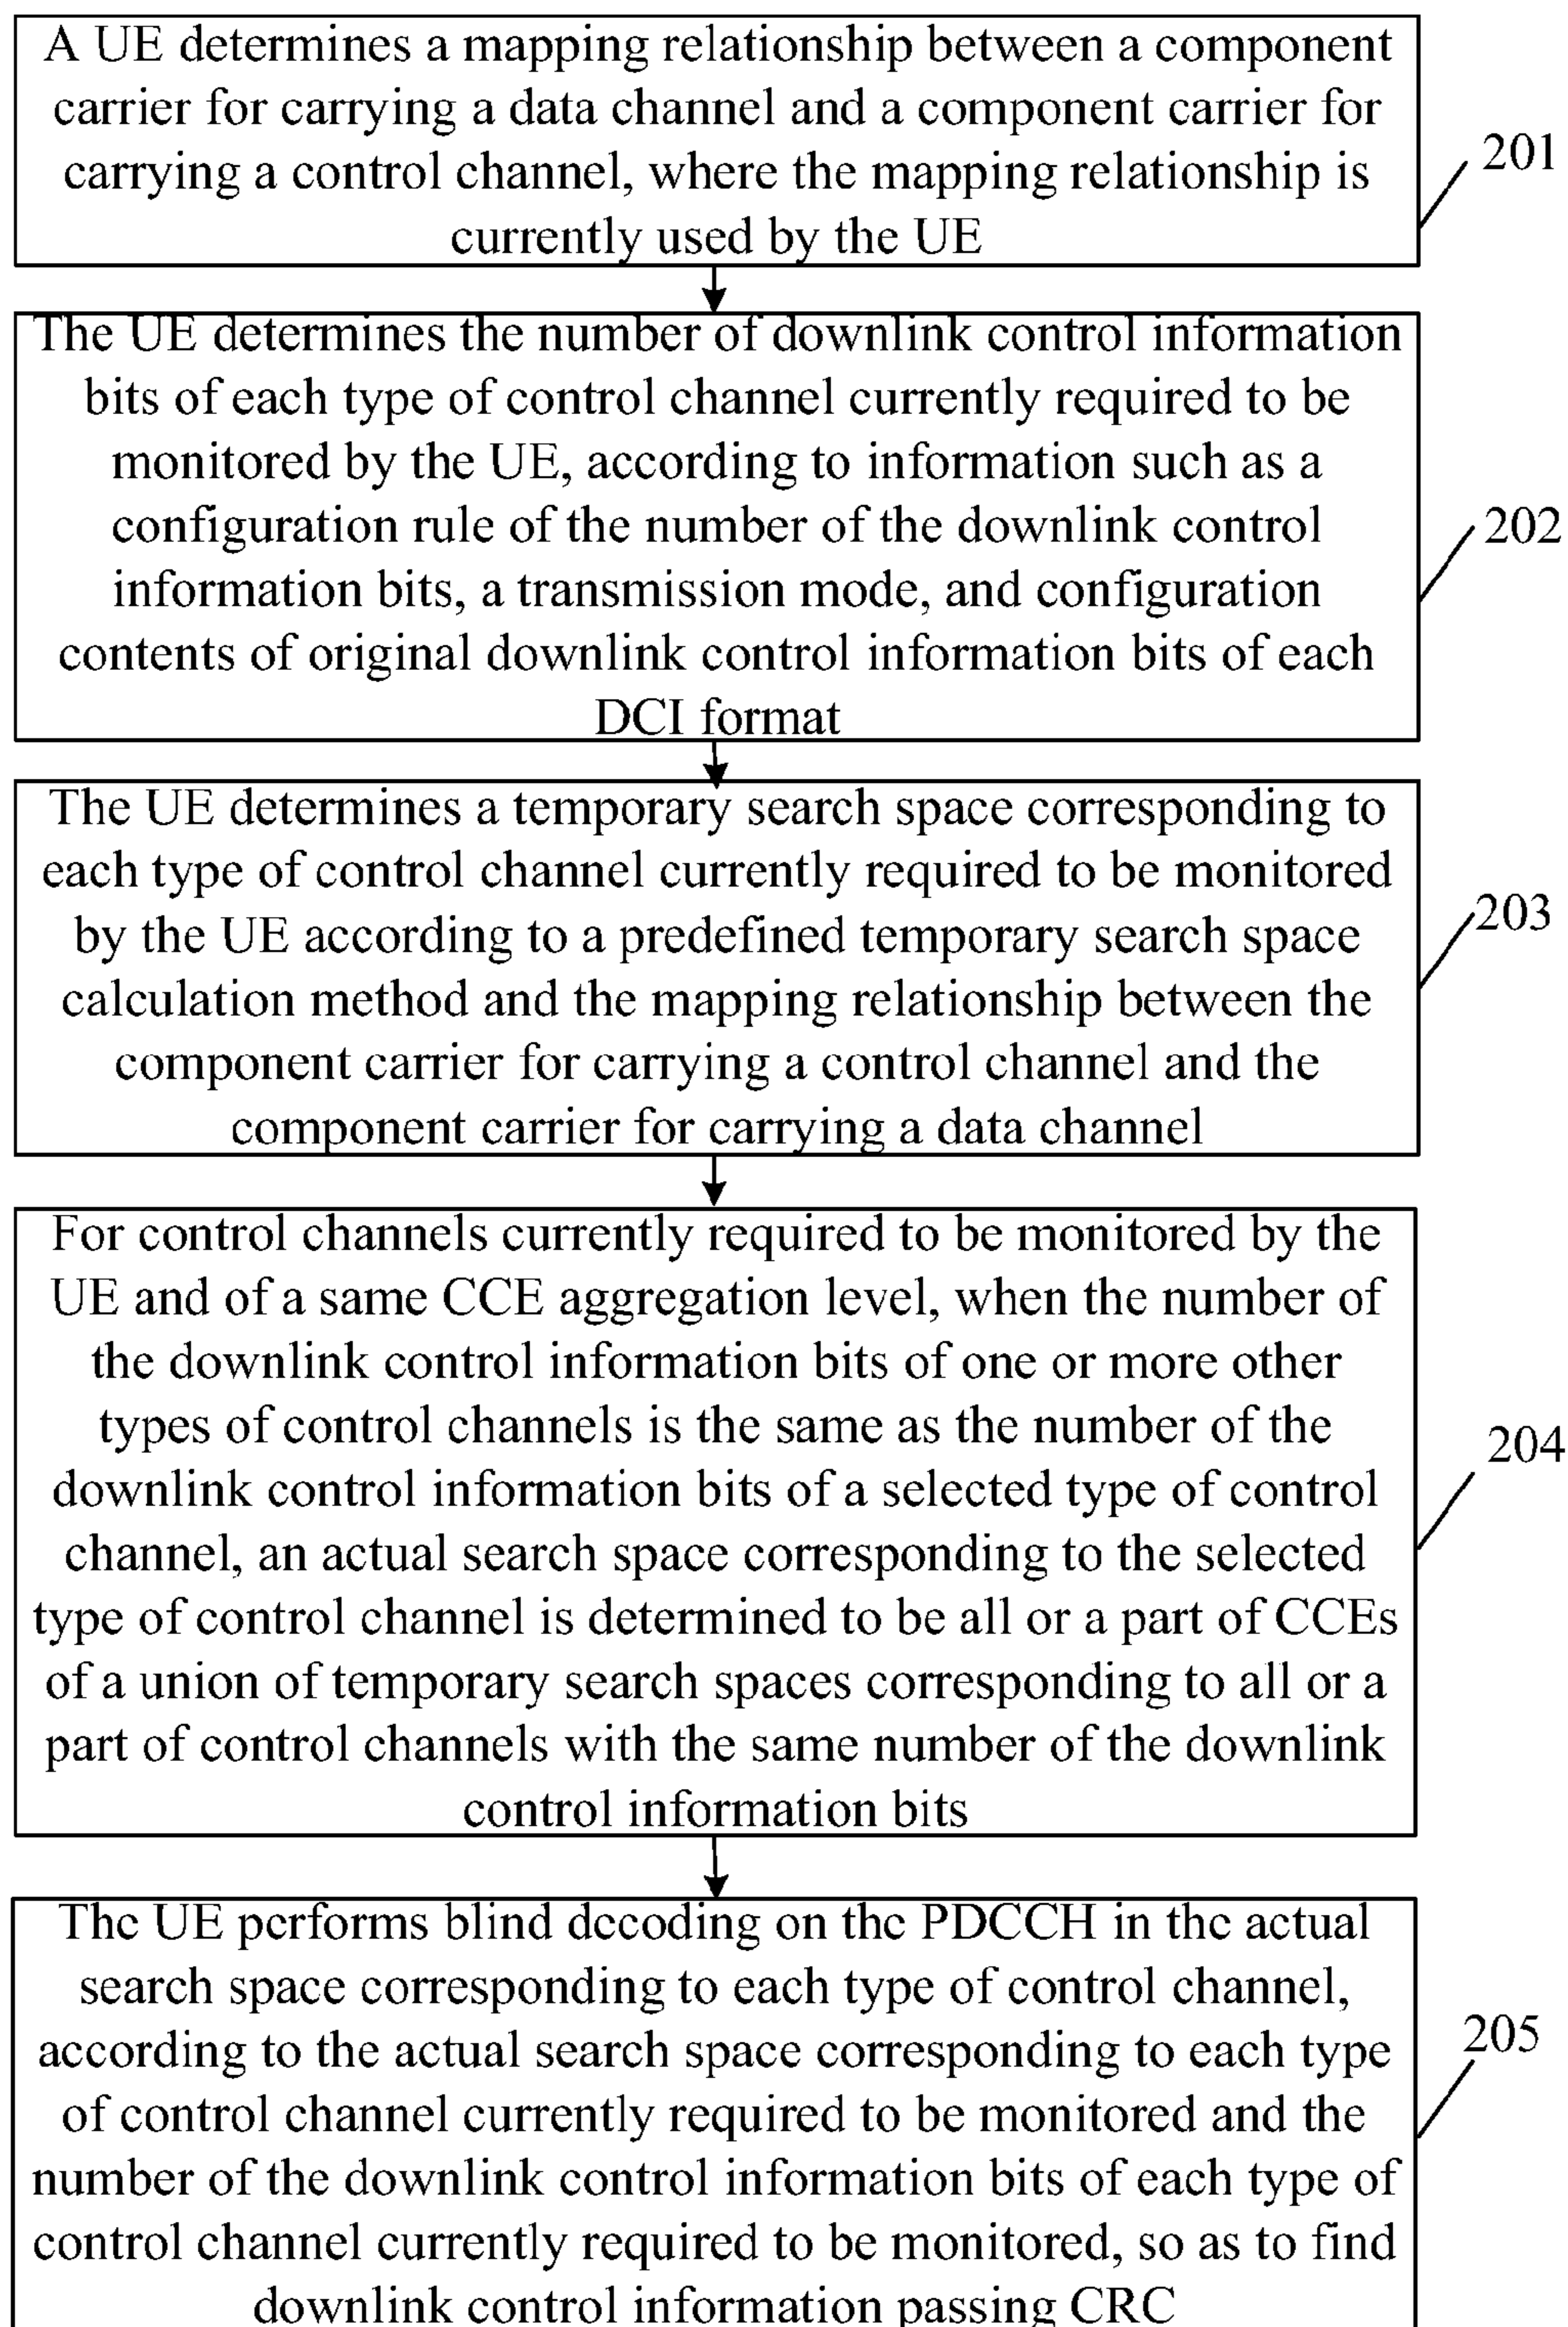 A UE determines a mapping relationship between a component
carrier for carrying a data channel and a component carrier for
carrying a control channel, where the mapping relationship is
currently used by the UE
201
The UE determines the number of downlink control information
bits of each type of control channel currently required to be
monitored by the UE, according to information such as a
configuration rule of the number of the downlink control
information bits, a transmission mode, and configuration
contents of original downlink control information bits of each
DCI format
202
The UE determines a temporary search space corresponding to
each type of control channel currently required to be monitored
by the UE according to a predefined temporary search space
calculation method and the mapping relationship between the
component carrier for carrying a control channel and the
component carrier for carrying a data channel
203
For control channels currently required to be monitored by the
UE and of a same CCE aggregation level, when the number of
the downlink control information bits of one or more other
types of control channels is the same as the number of the
downlink control information bits of a selected type of control
channel, an actual search space corresponding to the selected
type of control channel is determined to be all or a part of CCEs
of a union of temporary search spaces corresponding to all or a
part of control channels with the same number of the downlink
control information bits
204
The UE performs blind decoding on the PDCCH in the actual
search space corresponding to each type of control channel,
according to the actual search space corresponding to each type
of control channel currently required to be monitored and the
number of the downlink control information bits of each type of
control channel currently required to be monitored, so as to find
downlink control information passing CRC
205